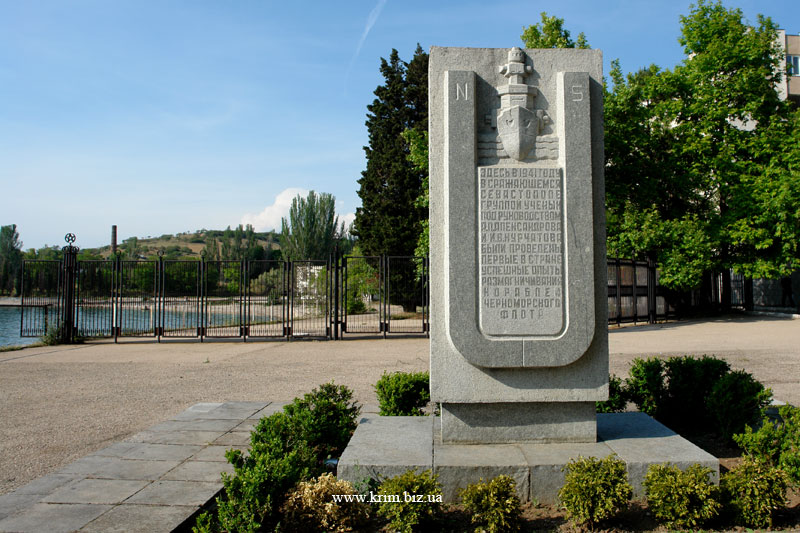 N S
ЗДЕСЬ В 1941 ГОДУ
В СРАЖАЮЩЕМСЯ
СЕВАСТОПОЛЕ
ГРУППОЙ УЧЕНЫХ
ПОД РУКОВОДСТВОМ
А.П.АЛЕКСАНДРОВА
И И.В.КУРЧАТОВА
БЫЛИ ПРОВЕДЕНЫ
ПЕРВЫЕ В СТРАНЕ
УСПЕШНЫЕ ОПЫТЫ
РАЗМАГНИЧИВАНИЯ
КОРАБЛЕЙ
ЧЕРНОМОРСКОГО
ФЛОТА
www.krim.biz.ua